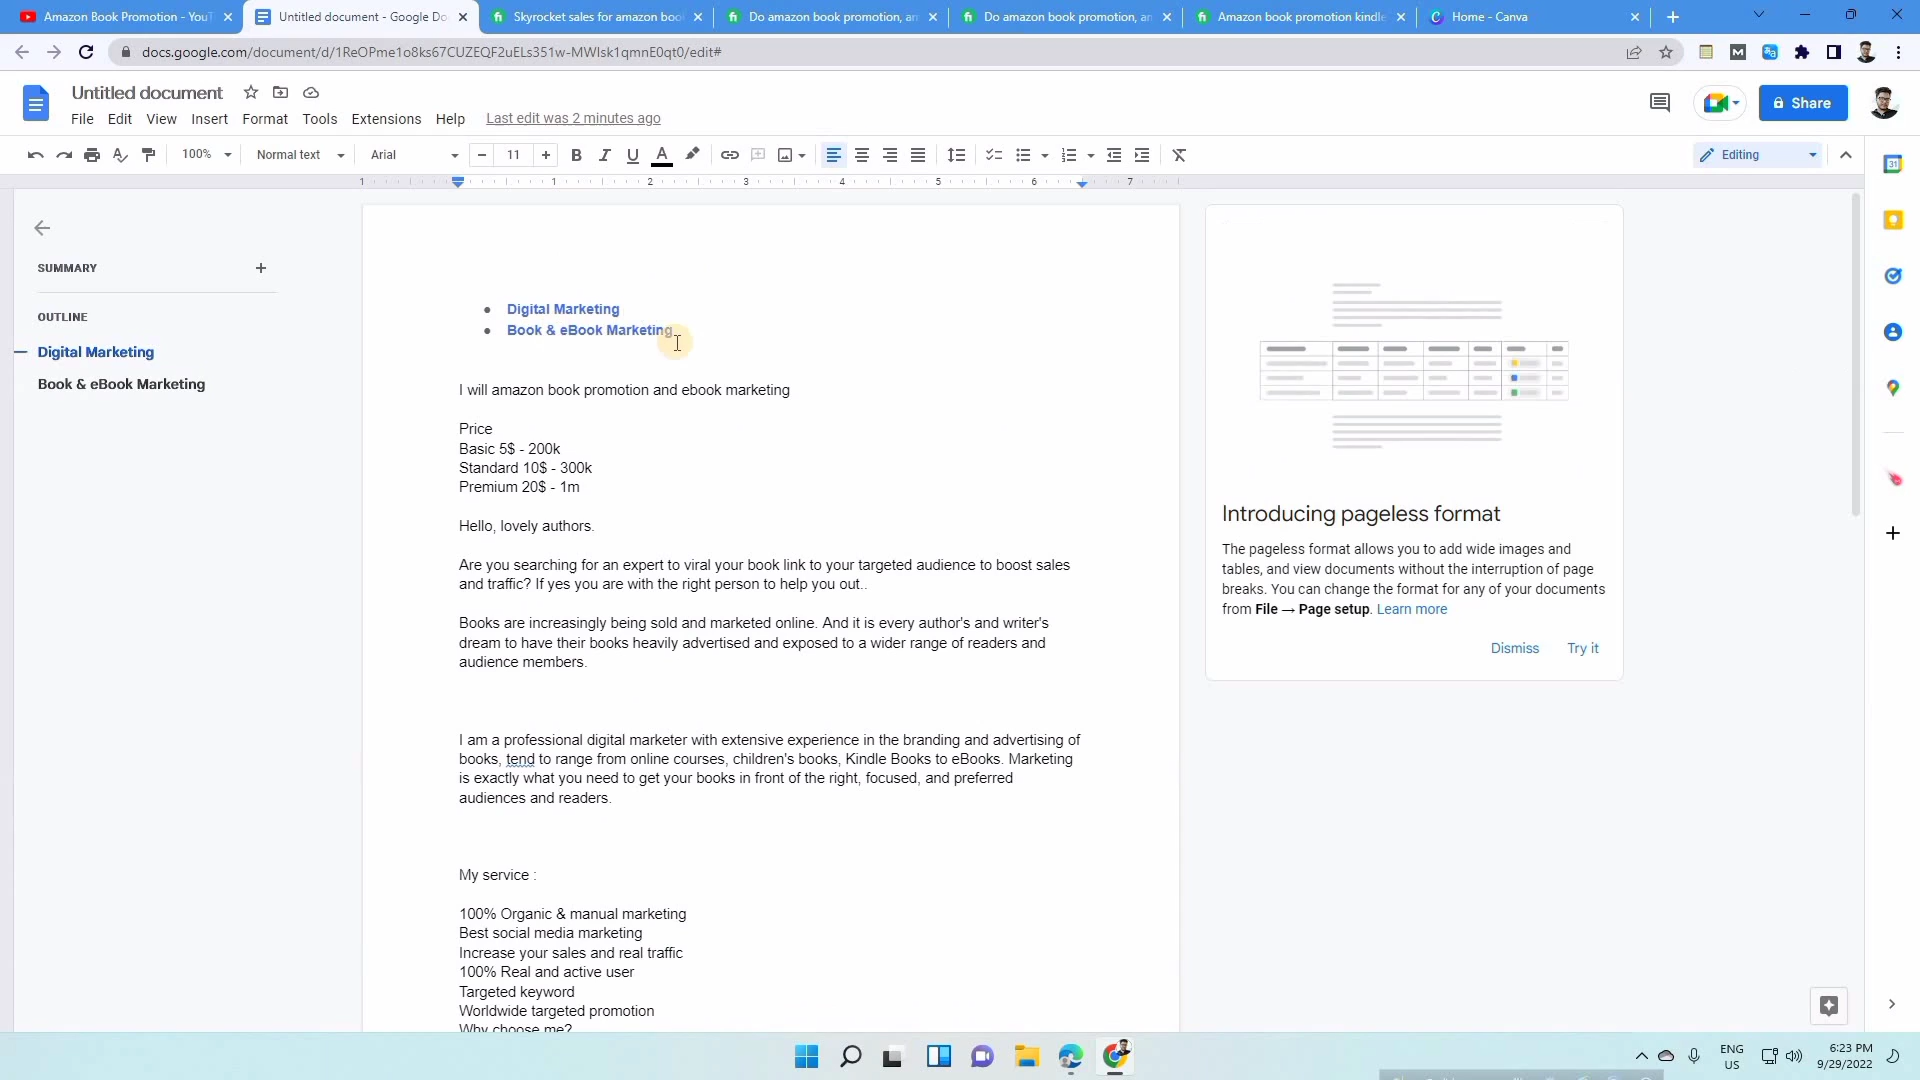 Amazon Book Promotion - YouT
Untitled document - Google Do
Skyrocket sales for amazon boo
Do amazon book promotion, an
Do amazon book promotion, an
Amazon book promotion kindle
Home - Canva
docs.google.com/document/d/1ReOPme1o8ks67CUZEQF2uELs351w-MWIsk1qmnE0qt0/edit#
Untitled document
File Edit View Insert Format Tools Extensions Help Last edit was 2 minutes ago
Share
100% Normal text Arial 11
Editing
1 1 2 3 4 5 6 7
SUMMARY
OUTLINE
Digital Marketing
Book & eBook Marketing
Digital Marketing
Book & eBook Marketing
I will amazon book promotion and ebook marketing
Price
Basic 5$ - 200k
Standard 10$ - 300k
Premium 20$ - 1m
Hello, lovely authors.
Are you searching for an expert to viral your book link to your targeted audience to boost sales
and traffic? If yes you are with the right person to help you out..
Books are increasingly being sold and marketed online. And it is every author's and writer's
dream to have their books heavily advertised and exposed to a wider range of readers and
audience members.
I am a professional digital marketer with extensive experience in the branding and advertising of
books, tend to range from online courses, children's books, Kindle Books to eBooks. Marketing
is exactly what you need to get your books in front of the right, focused, and preferred
audiences and readers.
My service :
100% Organic & manual marketing
Best social media marketing
Increase your sales and real traffic
100% Real and active user
Targeted keyword
Worldwide targeted promotion
Why choose me?
Introducing pageless format
The pageless format allows you to add wide images and
tables, and view documents without the interruption of page
breaks. You can change the format for any of your documents
from File → Page setup. Learn more
Dismiss Try it
31
ENG
US
6:23 PM
9/29/2022